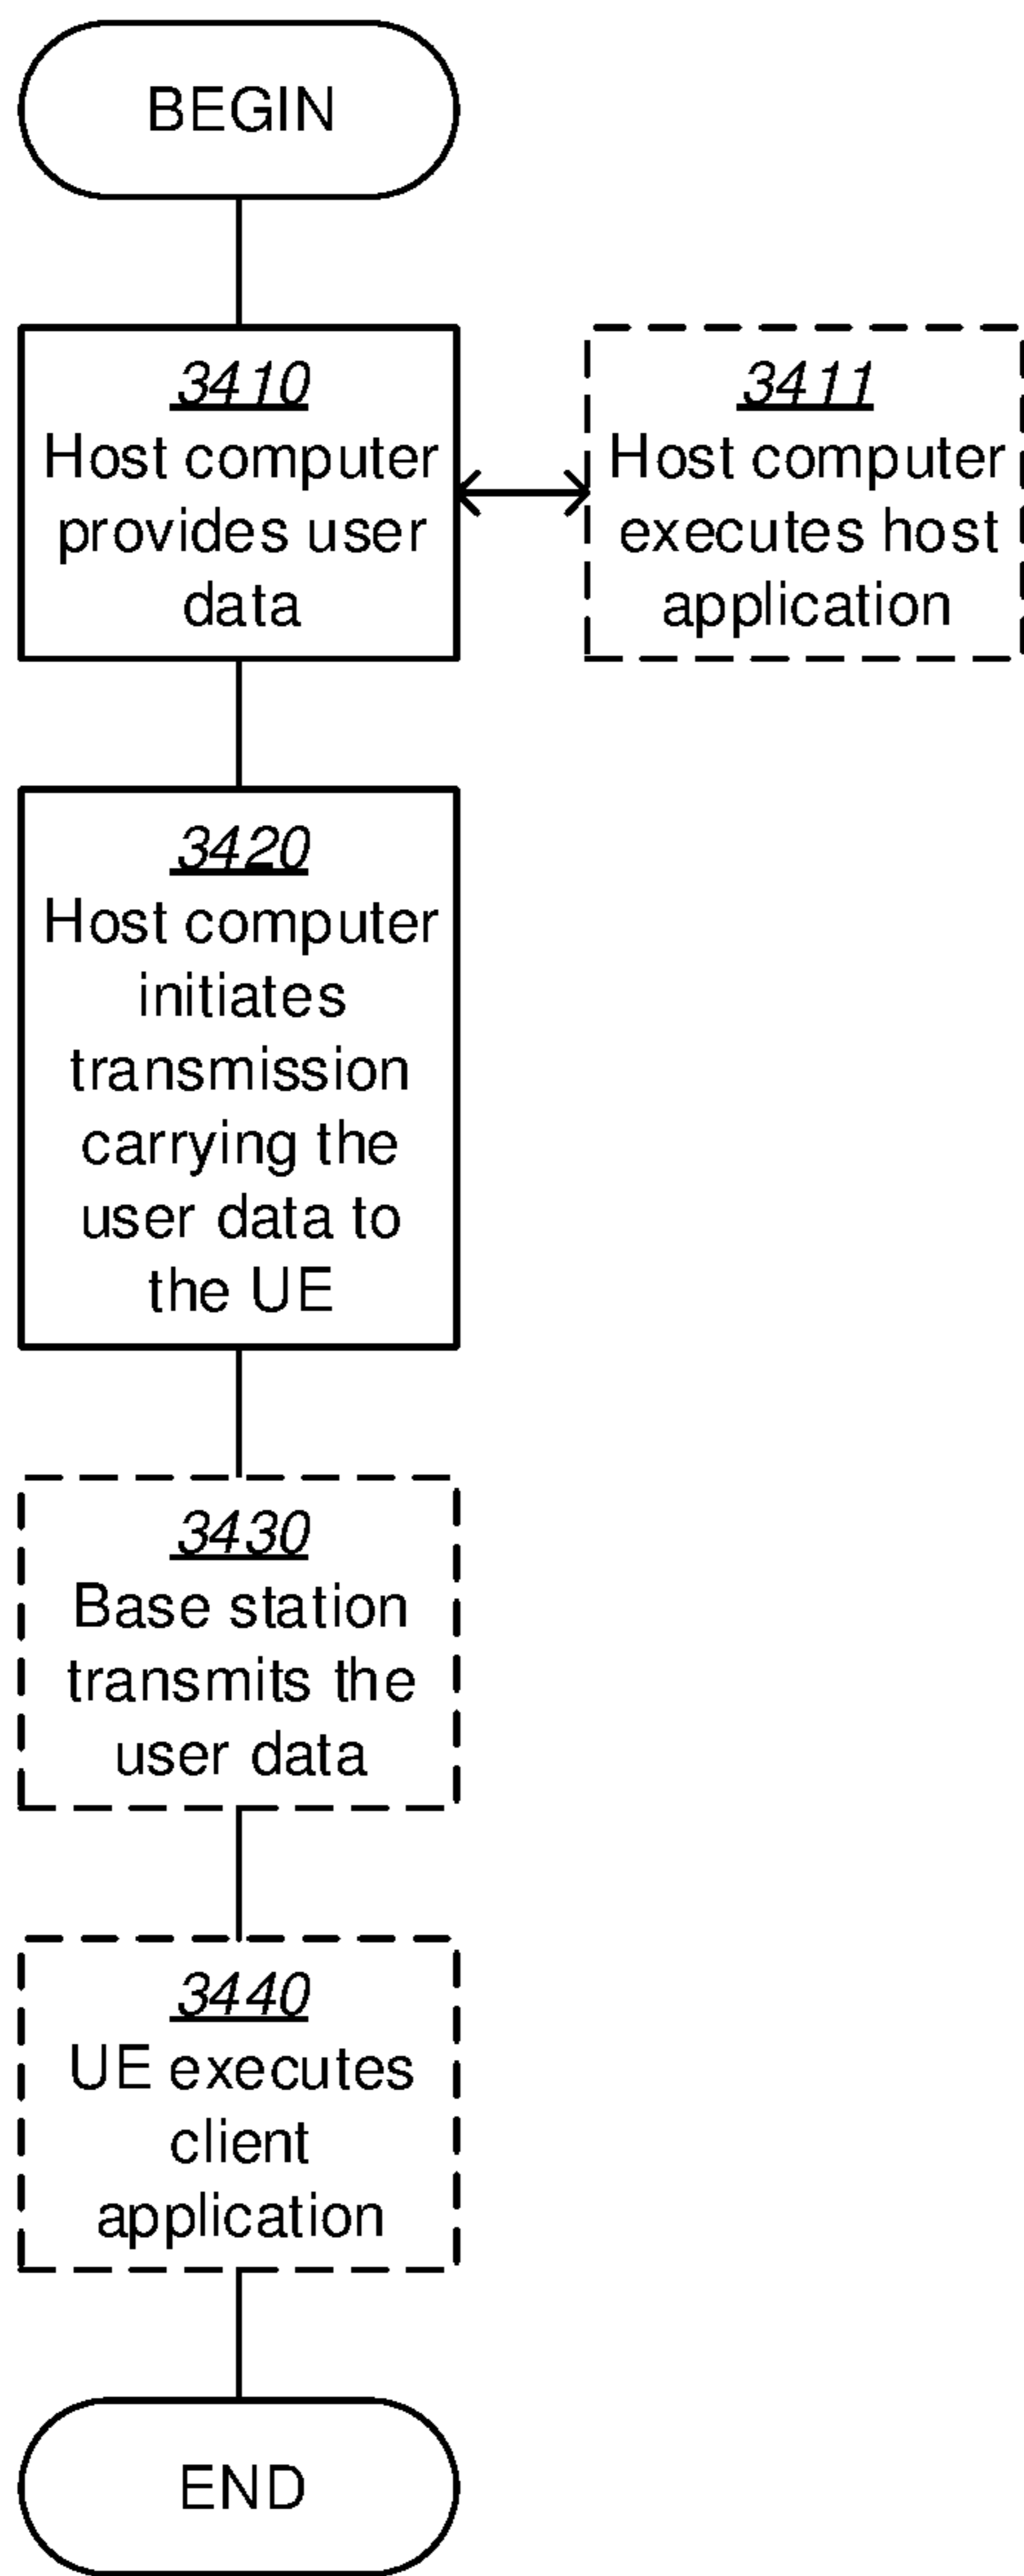 BEGIN
3410
Host computer
provides user
data
3411
Host computer
executes host
application
3420
Host computer
initiates
transmission
carrying the
user data to
the UE
3430
Base station
transmits the
user data
3440
UE executes
client
application
END